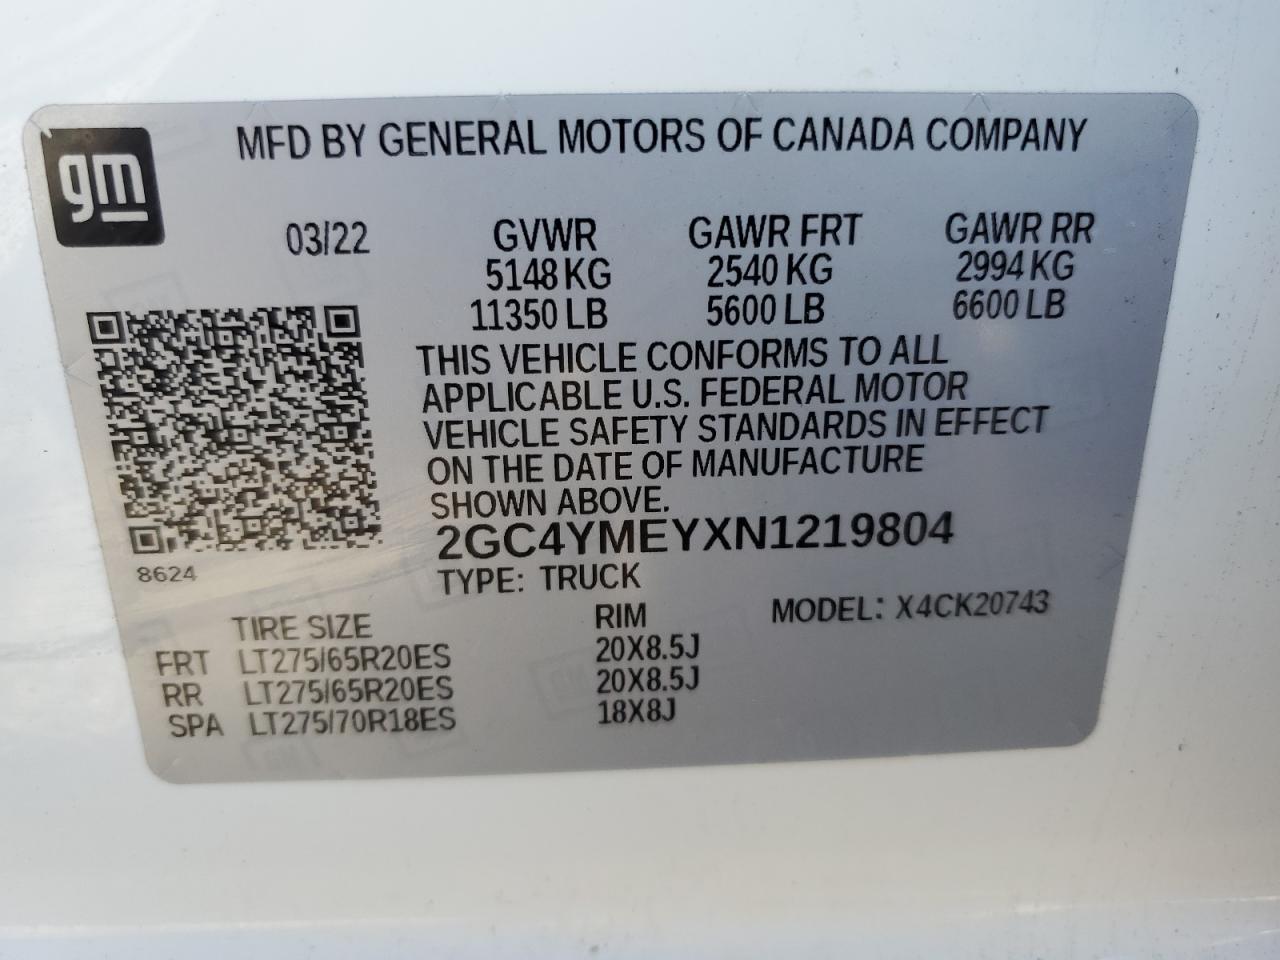 gm
MFD BY GENERAL MOTORS OF CANADA COMPANY
03/22 GVWR GAWR FRT GAWR RR
5148 KG 2540 KG 2994 KG
11350 LB 5600 LB 6600 LB
THIS VEHICLE CONFORMS TO ALL
APPLICABLE U.S. FEDERAL MOTOR
VEHICLE SAFETY STANDARDS IN EFFECT
ON THE DATE OF MANUFACTURE
SHOWN ABOVE.
2GC4YMEYXN1219804
8624
TYPE: TRUCK
TIRE SIZE RIM MODEL: X4CK20743
FRT LT275/65R20ES 20X8.5J
RR LT275/65R20ES 20X8.5J
SPA LT275/70R18ES 18X8J